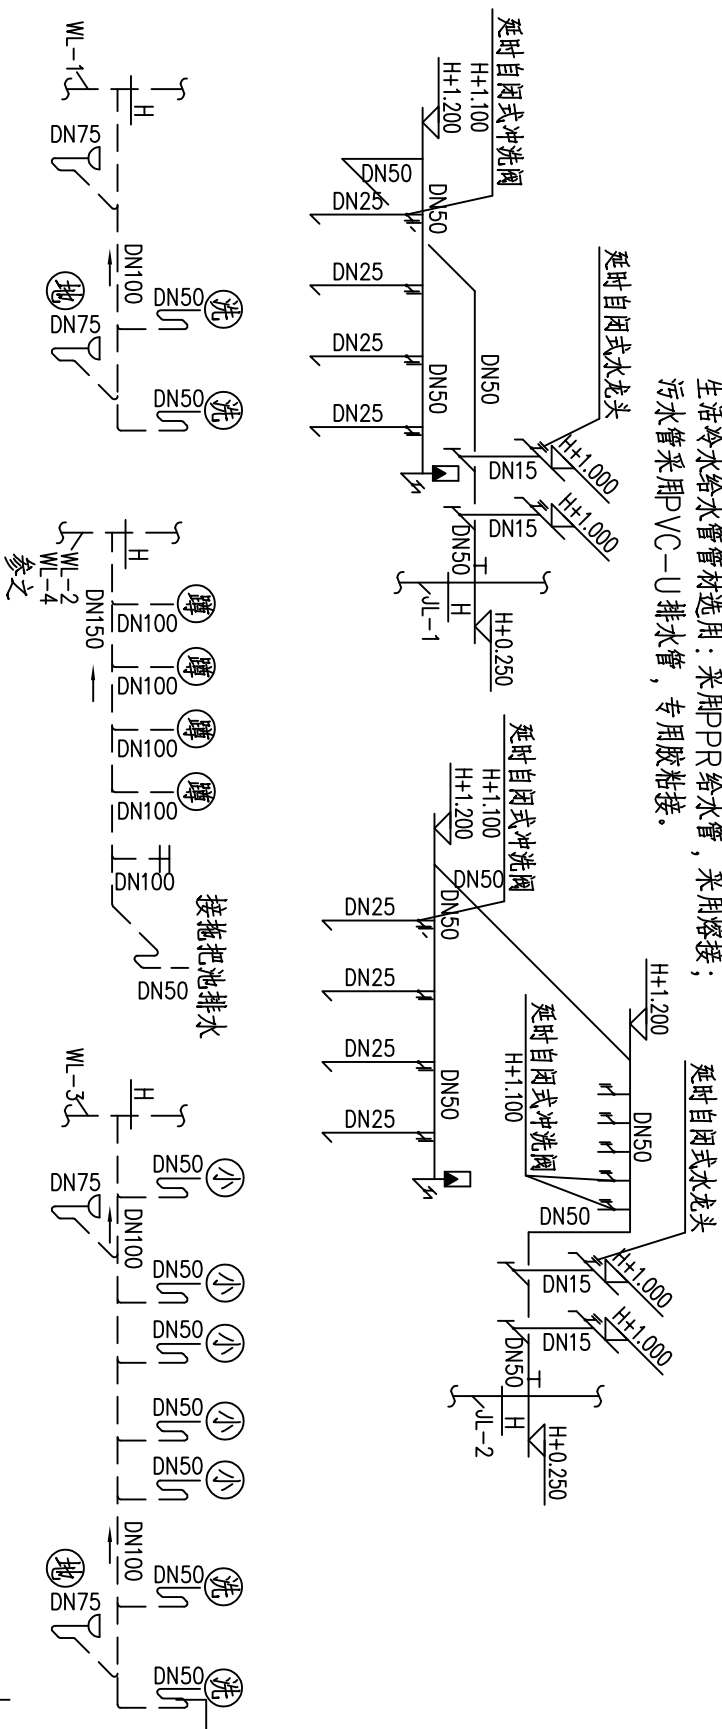 生活冷水给水管管材选用：采用PPR给水管，采用熔接；
污水管采用PVC-U排水管，专用胶粘接。
延时自闭式冲洗阀
H+1.100
H+1.200
DN50
DN50
DN25
DN25
DN25
DN25
DN50
DN50
延时自闭式水龙头
H+1.000
H+1.000
DN15
DN15
DN50
JL-1
H
H+0.250
延时自闭式冲洗阀
H+1.100
H+1.200
DN50
DN50
DN25
DN25
DN25
DN25
DN50
H+1.200
延时自闭式冲洗阀
H+1.100
DN50
DN50
延时自闭式水龙头
H+1.000
H+1.000
DN15
DN15
DN50
JL-2
H
H+0.250
WL-1
H
DN75
DN100
地
DN75
DN50
洗
DN50
洗
WL-2
WL-4
参之
H
DN150
蹲
DN100
蹲
DN100
蹲
DN100
蹲
DN100
DN100
接拖把池排水
DN50
WL-3
H
DN75
DN100
DN50
小
DN50
小
DN50
小
DN50
小
DN50
小
DN100
地
DN75
DN50
洗
DN50
洗